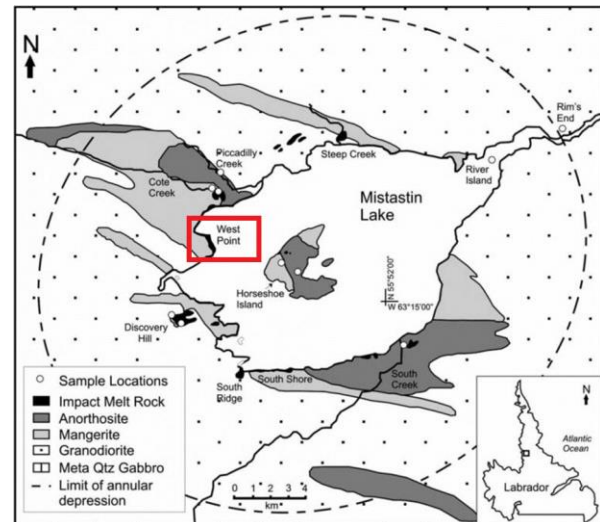 N
Rim's
End
Piccadilly
Creek
Steep Creek
River
Island
Cote
Creek
Mistastin
Lake
West
Point
N 55°52'00"
W 63°15'00"
Horseshoe
Island
Discovery
Hill
South
Ridge
South Shore
South
Creek
Sample Locations
Impact Melt Rock
Anorthosite
Mangerite
Granodiorite
Meta Qtz Gabbro
Limit of annular
depression
0 1 2 3 4
km
N
Atlantic
Ocean
Labrador